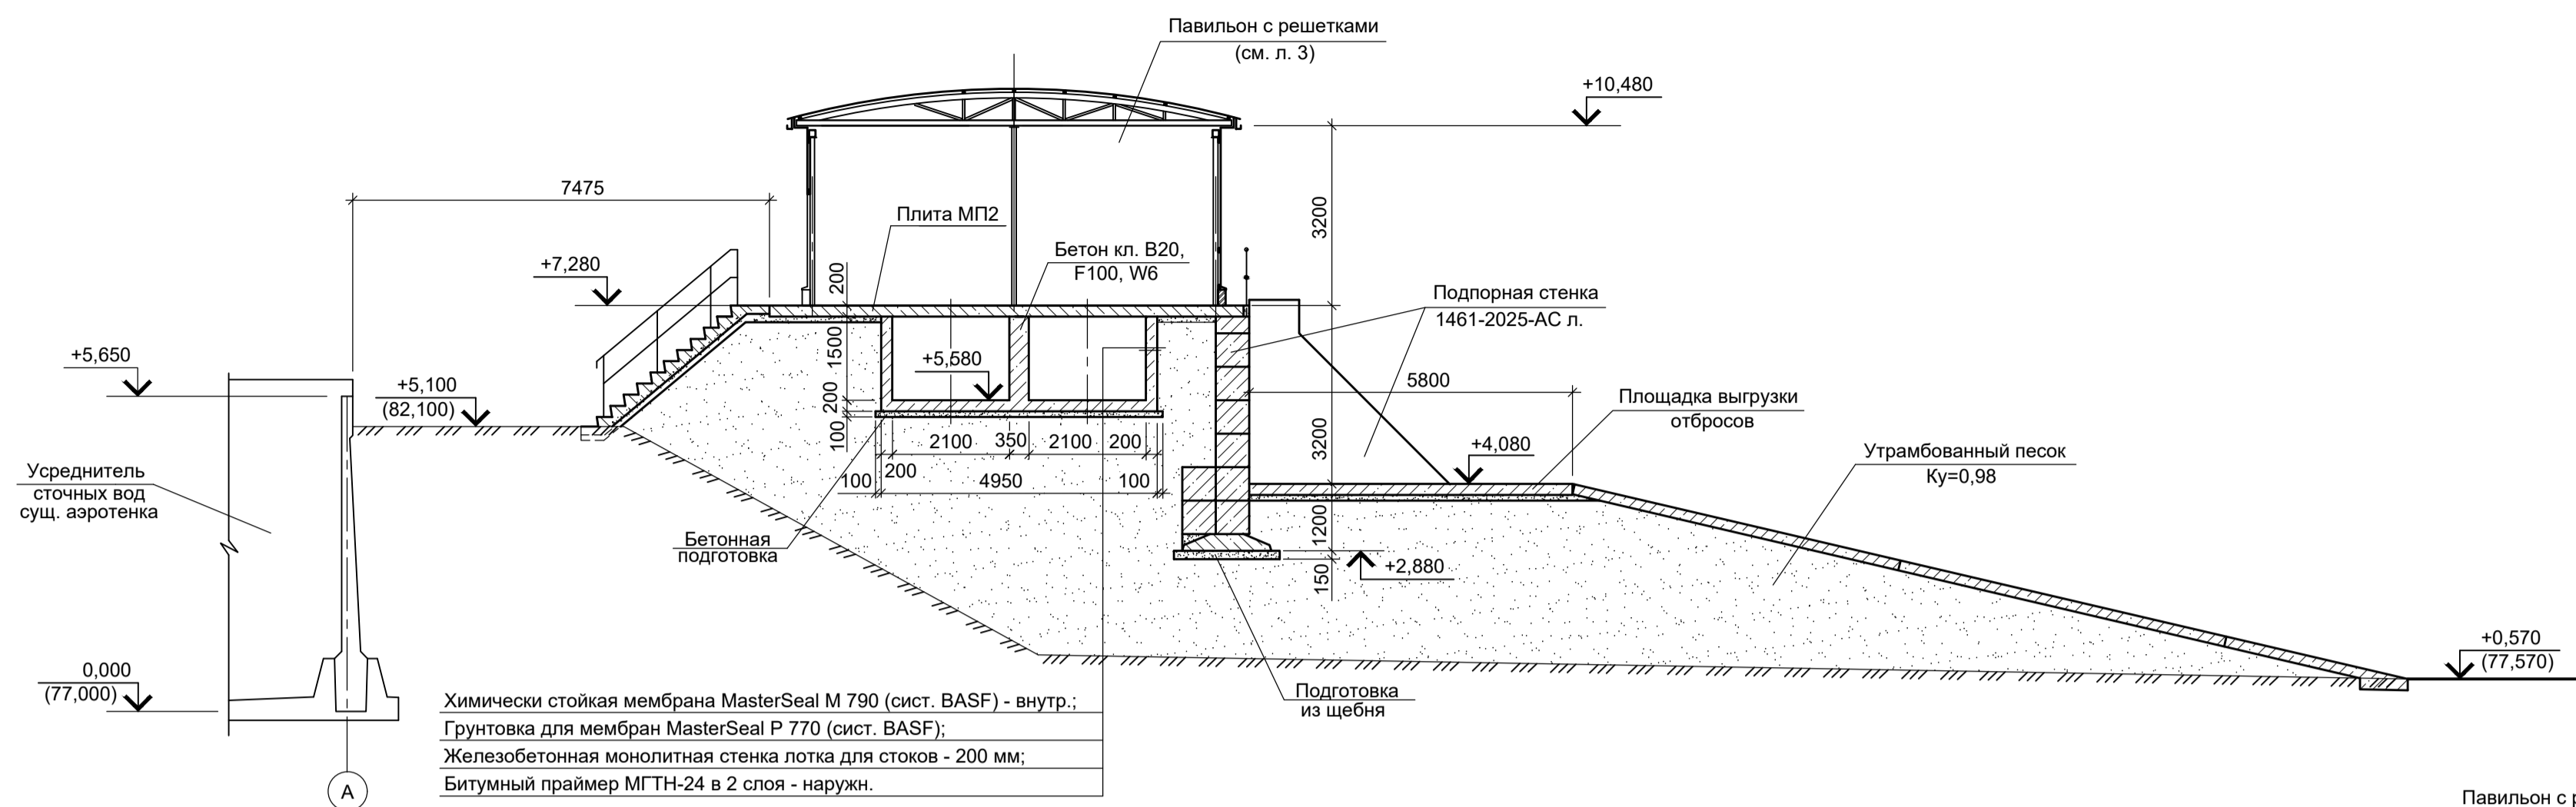 Павильон с решетками
(см. л. 3)
+10,480
7475
3200
Плита МП2
Бетон кл. В20,
F100, W6
+7,280
200
Подпорная стенка
1461-2025-АС л.
+5,650
+5,100
(82,100)
1500
+5,580
5800
Площадка выгрузки
отбросов
200
100
2100
350
2100
200
3200
+4,080
Утрамбованный песок
Ку=0,98
Усреднитель
сточных вод
сущ. аэротенка
200
100
4950
100
1200
Бетонная
подготовка
+2,880
150
0,000
(77,000)
+0,570
(77,570)
Подготовка
из щебня
Химически стойкая мембрана MasterSeal M 790 (сист. BASF) - внутр.;
Грунтовка для мембран MasterSeal P 770 (сист. BASF);
Железобетонная монолитная стенка лотка для стоков - 200 мм;
Битумный праймер МГТН-24 в 2 слоя - наружн.
А
Павильон с